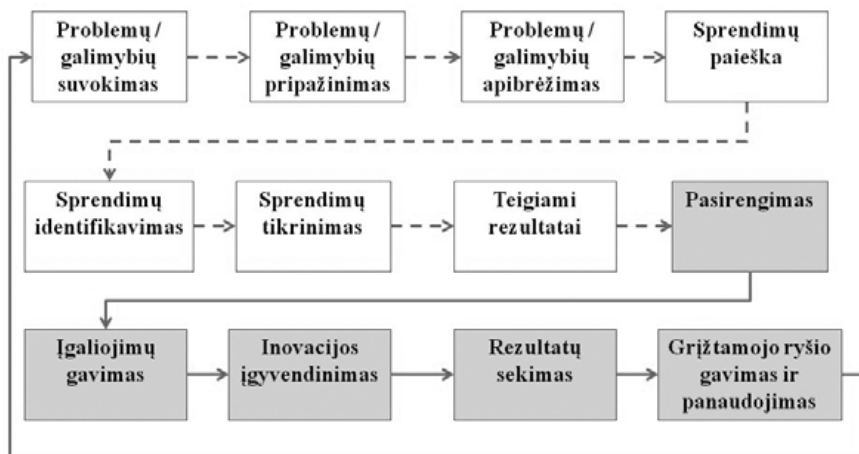 Problemų /
galimybių
suvokimas
Problemų /
galimybių
pripažinimas
Problemų /
galimybių
apibrėžimas
Sprendimų
paieška
Sprendimų
identifikavimas
Sprendimų
tikrinimas
Teigiami
rezultatai
Pasirengimas
Įgaliojimų
gavimas
Inovacijos
įgyvendinimas
Rezultatų
sekimas
Grįžtamojo ryšio
gavimas ir
panaudojimas